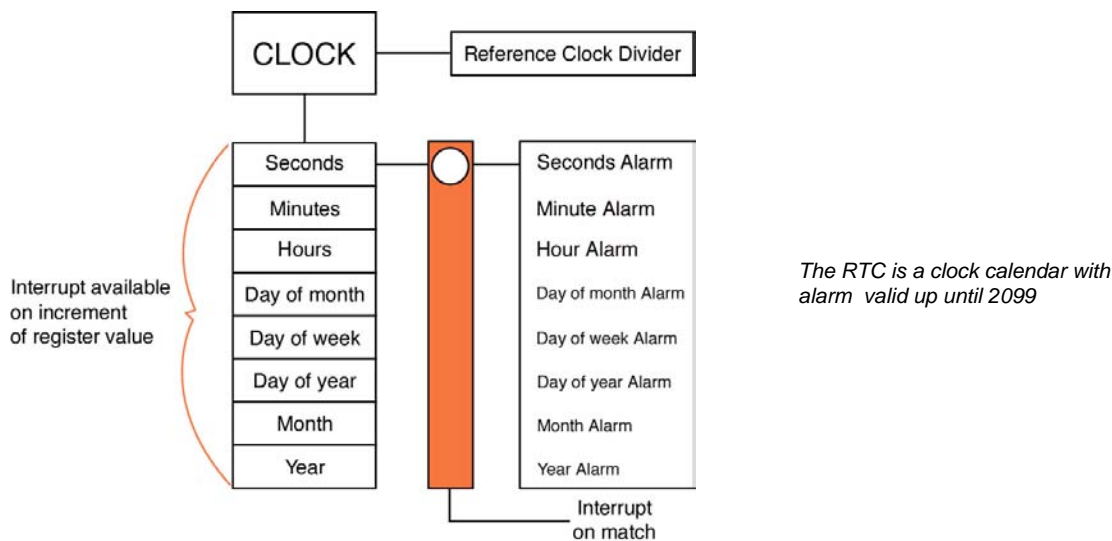 CLOCK
Reference Clock Divider
Seconds
Minutes
Hours
Day of month
Day of week
Day of year
Month
Year
Interrupt available
on increment
of register value
Seconds Alarm
Minute Alarm
Hour Alarm
Day of month Alarm
Day of week Alarm
Day of year Alarm
Month Alarm
Year Alarm
Interrupt
on match
The RTC is a clock calendar with
alarm valid up until 2099